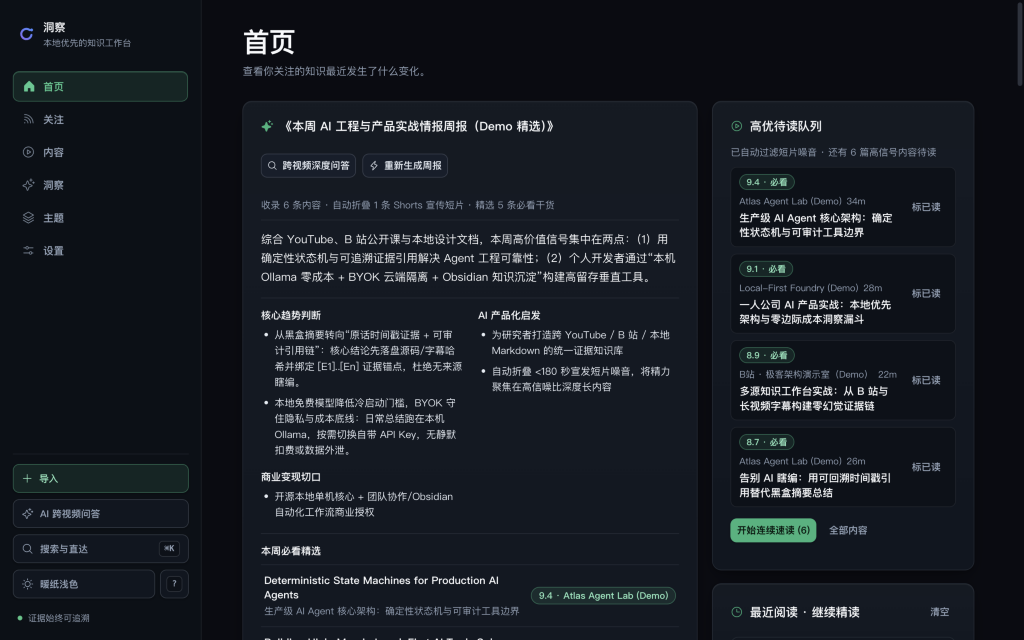 洞察
本地优先的知识工作台
首页
关注
内容
洞察
主题
设置
导入
AI 跨视频问答
搜索与直达
⌘K
暖纸浅色
?
证据始终可追溯
首页
查看你关注的知识最近发生了什么变化。
《本周 AI 工程与产品实战情报周报（Demo 精选）》
跨视频深度问答
重新生成周报
收录 6 条内容 · 自动折叠 1 条 Shorts 宣传短片 · 精选 5 条必看干货
综合 YouTube、B 站公开课与本地设计文档，本周高价值信号集中在两点：（1）用
确定性状态机与可追溯证据引用解决 Agent 工程可靠性；（2）个人开发者通过“本机
Ollama 零成本 + BYOK 云端隔离 + Obsidian 知识沉淀”构建高留存垂直工具。
核心趋势判断
从黑盒摘要转向“原话时间戳证据 + 可审
计引用链”：核心结论先落盘源码/字幕哈
希并绑定 [E1]..[En] 证据锚点，杜绝无来源
瞎编。
本地免费模型降低冷启动门槛，BYOK 守
住隐私与成本底线：日常总结跑在本机
Ollama，按需切换自带 API Key，无静默
扣费或数据外泄。
AI 产品化启发
为研究者打造跨 YouTube / B 站 / 本地
Markdown 的统一证据知识库
自动折叠 <180 秒宣发短片噪音，将精力
聚焦在高信噪比深度长内容
商业变现切口
开源本地单机核心 + 团队协作/Obsidian
自动化工作流商业授权
本周必看精选
Deterministic State Machines for Production AI
Agents
生产级 AI Agent 核心架构：确定性状态机与可审计工具边界
9.4 · Atlas Agent Lab (Demo)
高优待读队列
已自动过滤短片噪音 · 还有 6 篇高信号内容待读
9.4 · 必看
Atlas Agent Lab (Demo) 34m
生产级 AI Agent 核心架构：确定
性状态机与可审计工具边界
标已读
9.1 · 必看
Local-First Foundry (Demo) 28m
一人公司 AI 产品实战：本地优先
架构与零边际成本洞察漏斗
标已读
8.9 · 必看
B站 · 极客架构演示室（Demo） 22m
多源知识工作台实战：从 B 站与
长视频字幕构建零幻觉证据链
标已读
8.7 · 必看
Atlas Agent Lab (Demo) 26m
告别 AI 瞎编：用可回溯时间戳引
用替代黑盒摘要总结
标已读
开始连续速读 (6)
全部内容
最近阅读 · 继续精读
清空